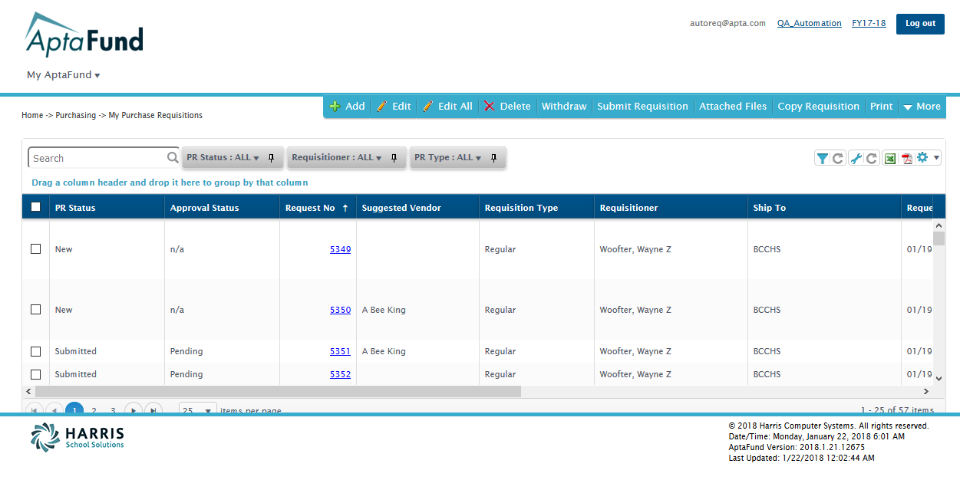 AptaFund
autoreq@apta.com QA_Automation FY17-18 Log out
My AptaFund
Home -> Purchasing -> My Purchase Requisitions
Add Edit Edit All Delete Withdraw Submit Requisition Attached Files Copy Requisition Print More
Search PR Status : ALL Requisitioner : ALL PR Type : ALL
Drag a column header and drop it here to group by that column
PR Status Approval Status Request No ↑ Suggested Vendor Requisition Type Requisitioner Ship To Reque
New n/a 5349 Regular Woofter, Wayne Z BCCHS 01/19
New n/a 5350 A Bee King Regular Woofter, Wayne Z BCCHS 01/19
Submitted Pending 5351 A Bee King Regular Woofter, Wayne Z BCCHS 01/19
Submitted Pending 5352 Regular Woofter, Wayne Z BCCHS 01/19
1 2 3 25 items per page 1 - 25 of 57 items
HARRIS
School Solutions
© 2018 Harris Computer Systems. All rights reserved.
Date/Time: Monday, January 22, 2018 6:01 AM
AptaFund Version: 2018.1.21.12675
Last Updated: 1/22/2018 12:02:44 AM